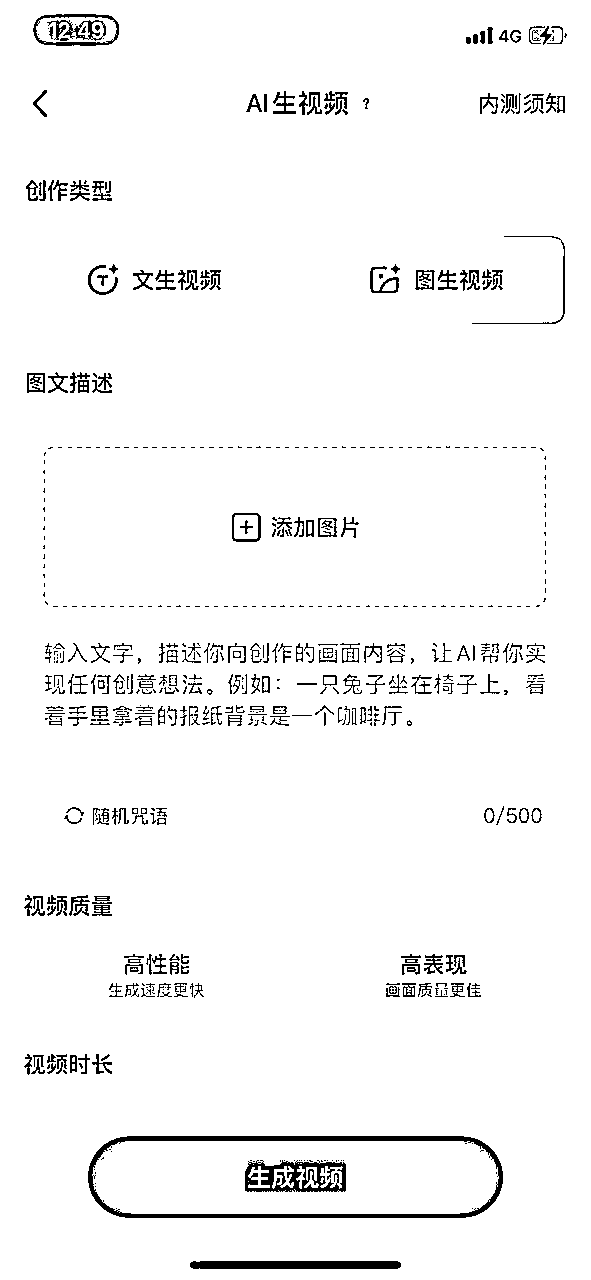 12:49
4G
AI生视频 ?
内测须知
创作类型
文生视频
图生视频
图文描述
添加图片
输入文字，描述你向创作的画面内容，让AI帮你实
现任何创意想法。例如：一只兔子坐在椅子上，看
着手里拿着的报纸背景是一个咖啡厅。
随机咒语
0/500
视频质量
高性能
生成速度更快
高表现
画面质量更佳
视频时长
生成视频